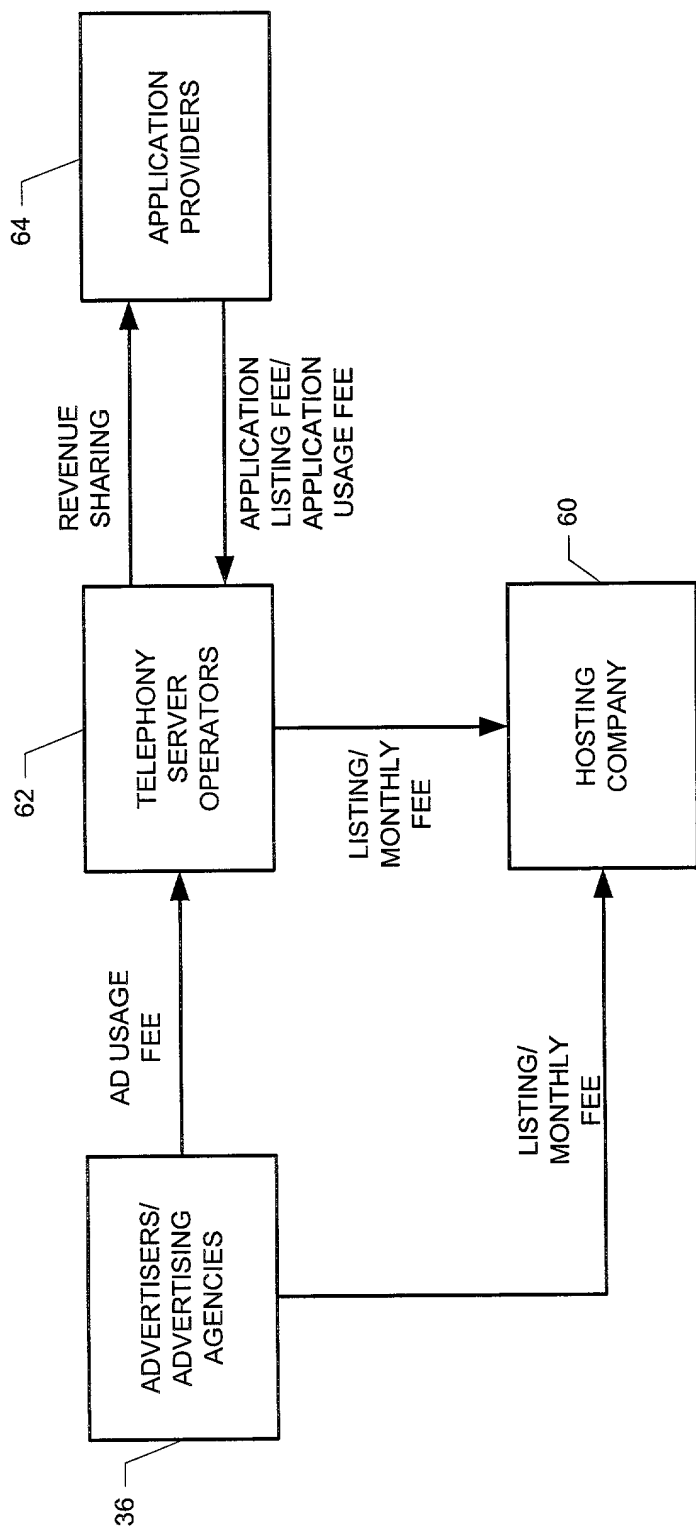 36
ADVERTISERS/
ADVERTISING
AGENCIES
AD USAGE
FEE
62
TELEPHONY
SERVER
OPERATORS
REVENUE
SHARING
APPLICATION
LISTING FEE/
APPLICATION
USAGE FEE
64
APPLICATION
PROVIDERS
LISTING/
MONTHLY
FEE
LISTING/
MONTHLY
FEE
60
HOSTING
COMPANY